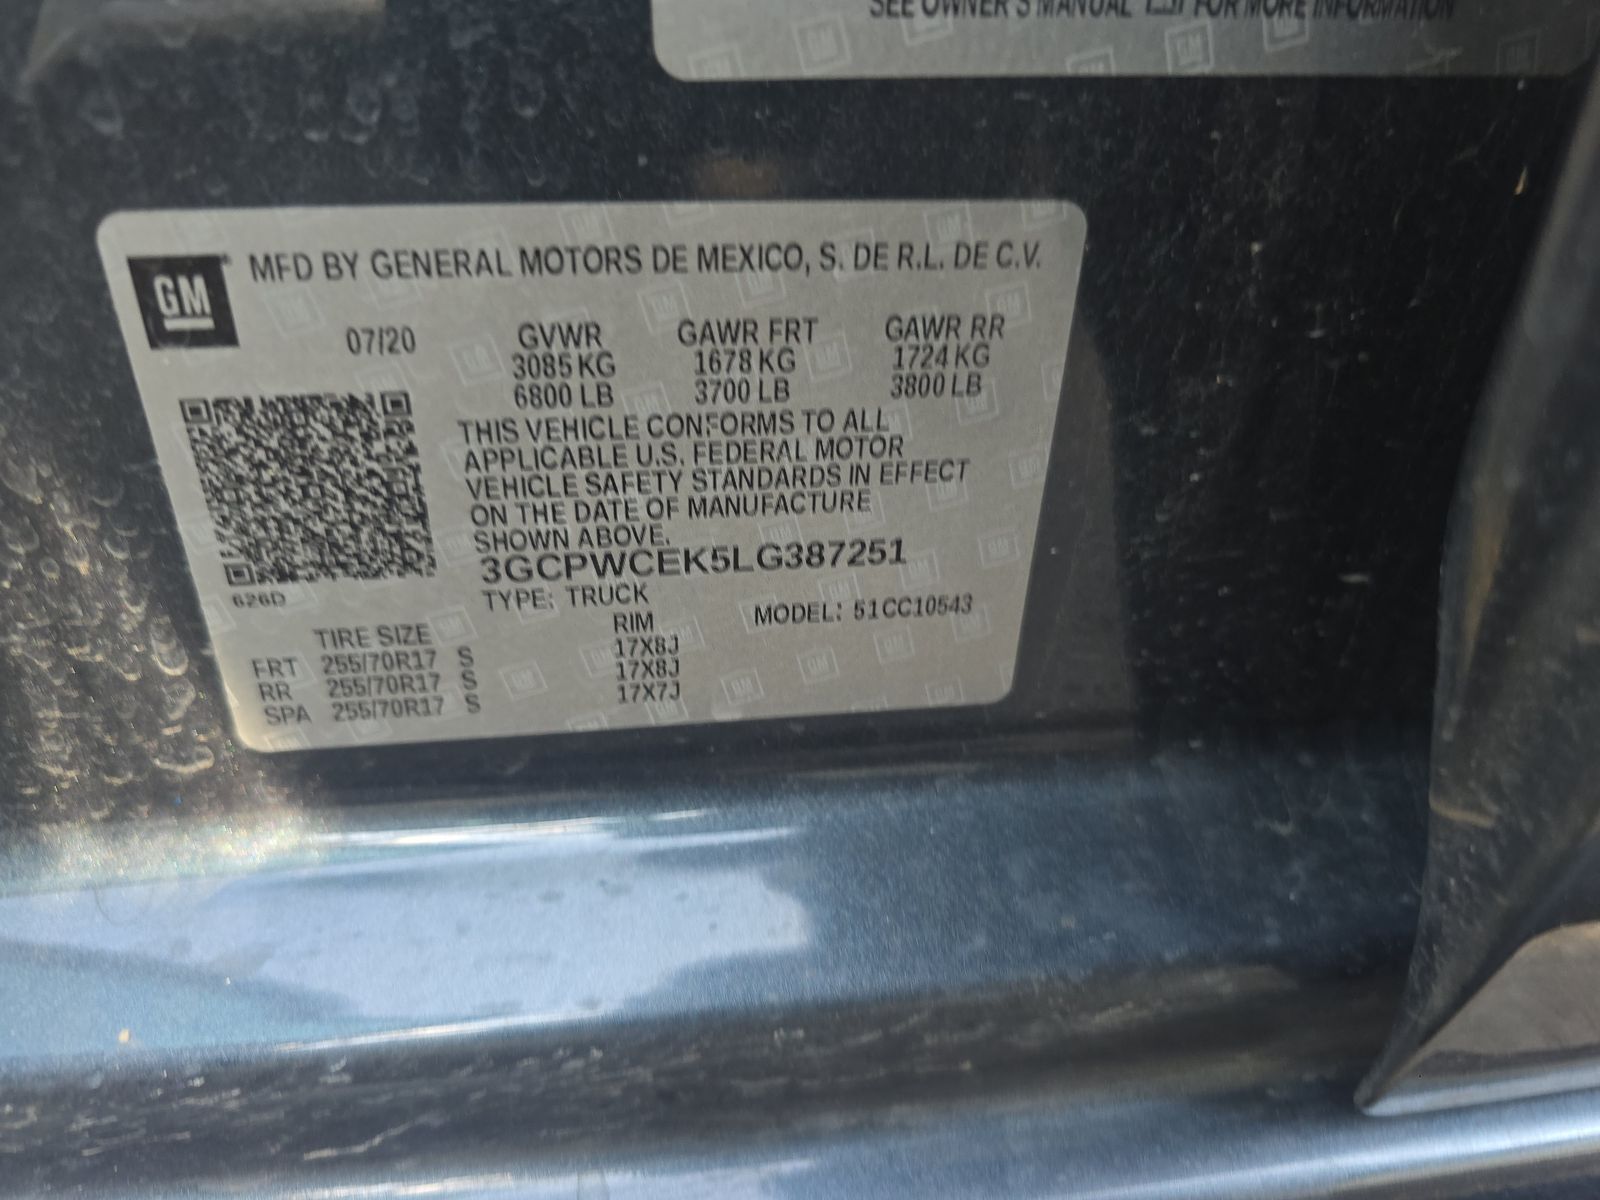 SEE OWNER'S MANUAL FOR MORE INFORMATION
GM MFD BY GENERAL MOTORS DE MEXICO, S. DE R.L. DE C.V.
07/20 GVWR GAWR FRT GAWR RR
3085 KG 1678 KG 1724 KG
6800 LB 3700 LB 3800 LB
THIS VEHICLE CONFORMS TO ALL
APPLICABLE U.S. FEDERAL MOTOR
VEHICLE SAFETY STANDARDS IN EFFECT
ON THE DATE OF MANUFACTURE
SHOWN ABOVE.
3GCPWCEK5LG387251
626D
TYPE: TRUCK MODEL: 51CC10543
TIRE SIZE RIM
FRT 255/70R17 S 17X8J
RR 255/70R17 S 17X8J
SPA 255/70R17 S 17X7J